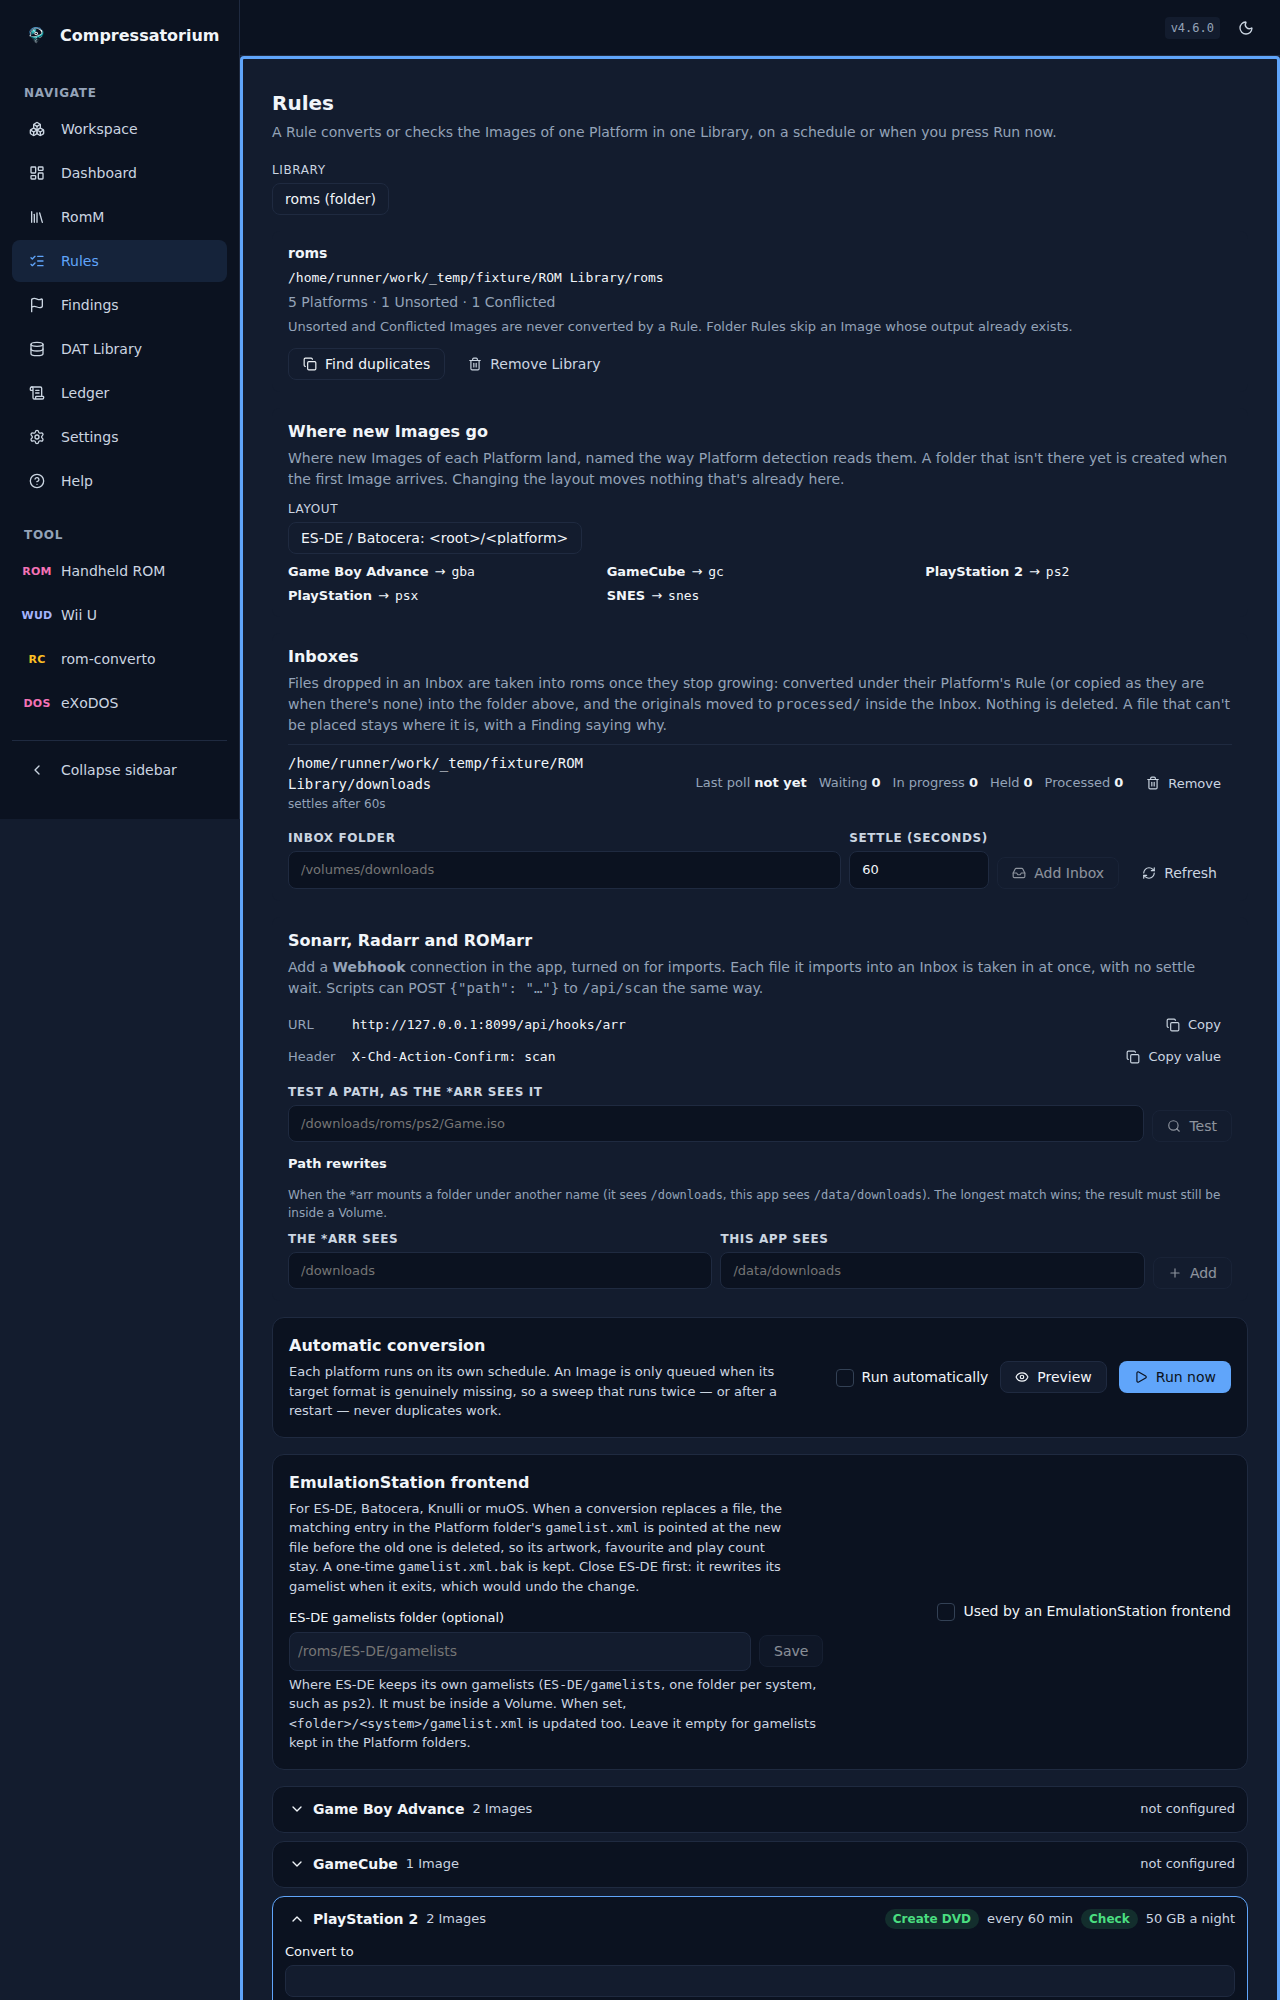 Compressatorium
v4.6.0
NAVIGATE
Workspace
Dashboard
RomM
Rules
Findings
DAT Library
Ledger
Settings
Help
TOOL
ROM Handheld ROM
WUD Wii U
RC rom-converto
DOS eXoDOS
Collapse sidebar
Rules
A Rule converts or checks the Images of one Platform in one Library, on a schedule or when you press Run now.
LIBRARY
roms (folder)
roms
/home/runner/work/_temp/fixture/ROM Library/roms
5 Platforms · 1 Unsorted · 1 Conflicted
Unsorted and Conflicted Images are never converted by a Rule. Folder Rules skip an Image whose output already exists.
Find duplicates Remove Library
Where new Images go
Where new Images of each Platform land, named the way Platform detection reads them. A folder that isn't there yet is created when
the first Image arrives. Changing the layout moves nothing that's already here.
LAYOUT
ES-DE / Batocera: <root>/<platform>
Game Boy Advance → gba GameCube → gc PlayStation 2 → ps2
PlayStation → psx SNES → snes
Inboxes
Files dropped in an Inbox are taken into roms once they stop growing: converted under their Platform's Rule (or copied as they are
when there's none) into the folder above, and the originals moved to processed/ inside the Inbox. Nothing is deleted. A file that can't
be placed stays where it is, with a Finding saying why.
/home/runner/work/_temp/fixture/ROM
Library/downloads
settles after 60s
Last poll not yet Waiting 0 In progress 0 Held 0 Processed 0 Remove
INBOX FOLDER SETTLE (SECONDS)
/volumes/downloads 60 Add Inbox Refresh
Sonarr, Radarr and ROMarr
Add a Webhook connection in the app, turned on for imports. Each file it imports into an Inbox is taken in at once, with no settle
wait. Scripts can POST {"path": "…"} to /api/scan the same way.
URL http://127.0.0.1:8099/api/hooks/arr Copy
Header X-Chd-Action-Confirm: scan Copy value
TEST A PATH, AS THE *ARR SEES IT
/downloads/roms/ps2/Game.iso Test
Path rewrites
When the *arr mounts a folder under another name (it sees /downloads, this app sees /data/downloads). The longest match wins; the result must still be
inside a Volume.
THE *ARR SEES THIS APP SEES
/downloads /data/downloads Add
Automatic conversion
Each platform runs on its own schedule. An Image is only queued when its
target format is genuinely missing, so a sweep that runs twice — or after a
restart — never duplicates work.
Run automatically Preview Run now
EmulationStation frontend
For ES-DE, Batocera, Knulli or muOS. When a conversion replaces a file, the
matching entry in the Platform folder's gamelist.xml is pointed at the new
file before the old one is deleted, so its artwork, favourite and play count
stay. A one-time gamelist.xml.bak is kept. Close ES-DE first: it rewrites its
gamelist when it exits, which would undo the change.
Used by an EmulationStation frontend
ES-DE gamelists folder (optional)
/roms/ES-DE/gamelists Save
Where ES-DE keeps its own gamelists (ES-DE/gamelists, one folder per system,
such as ps2). It must be inside a Volume. When set,
<folder>/<system>/gamelist.xml is updated too. Leave it empty for gamelists
kept in the Platform folders.
Game Boy Advance 2 Images not configured
GameCube 1 Image not configured
PlayStation 2 2 Images Create DVD every 60 min Check 50 GB a night
Convert to